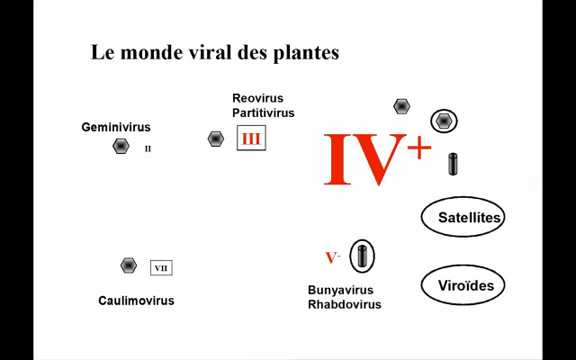 Le monde viral des plantes
Reovirus
Partitivirus
Geminivirus
II
III
IV+
Satellites
VII
V-
Viroïdes
Bunyavirus
Rhabdovirus
Caulimovirus